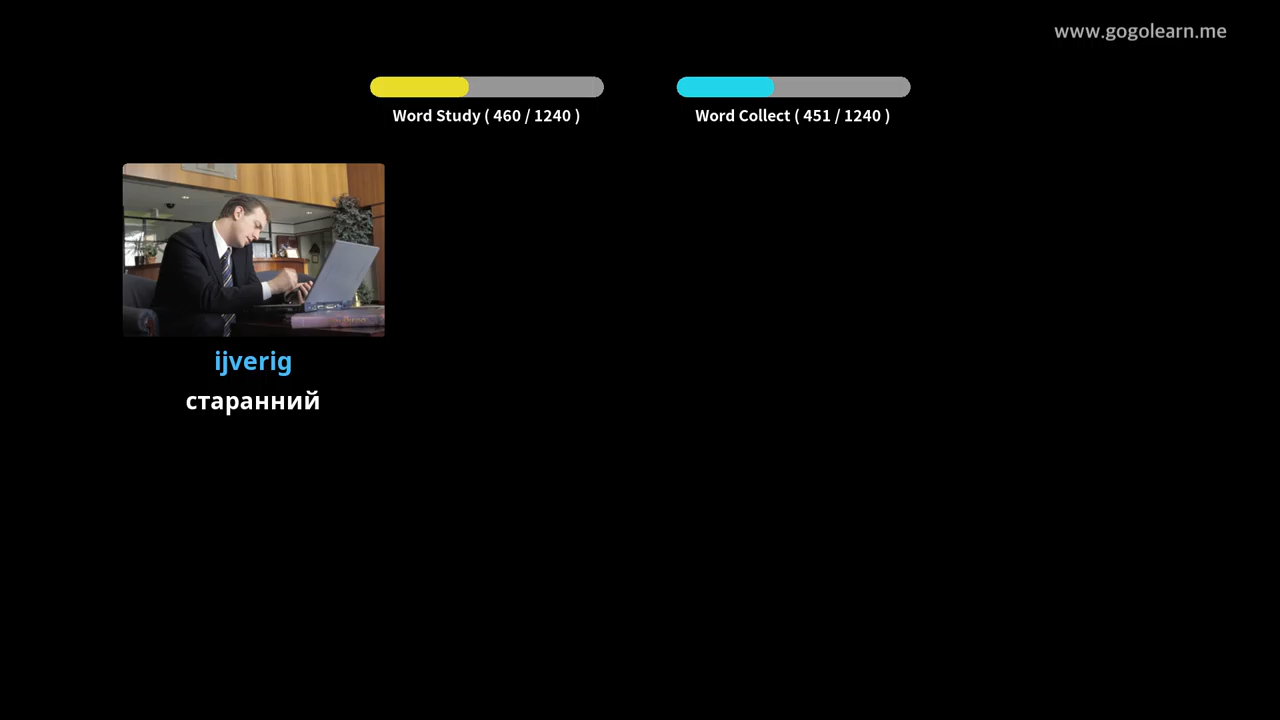 www.gogolearn.me
Word Study ( 460 / 1240 )
Word Collect ( 451 / 1240 )
ijverig
старанний